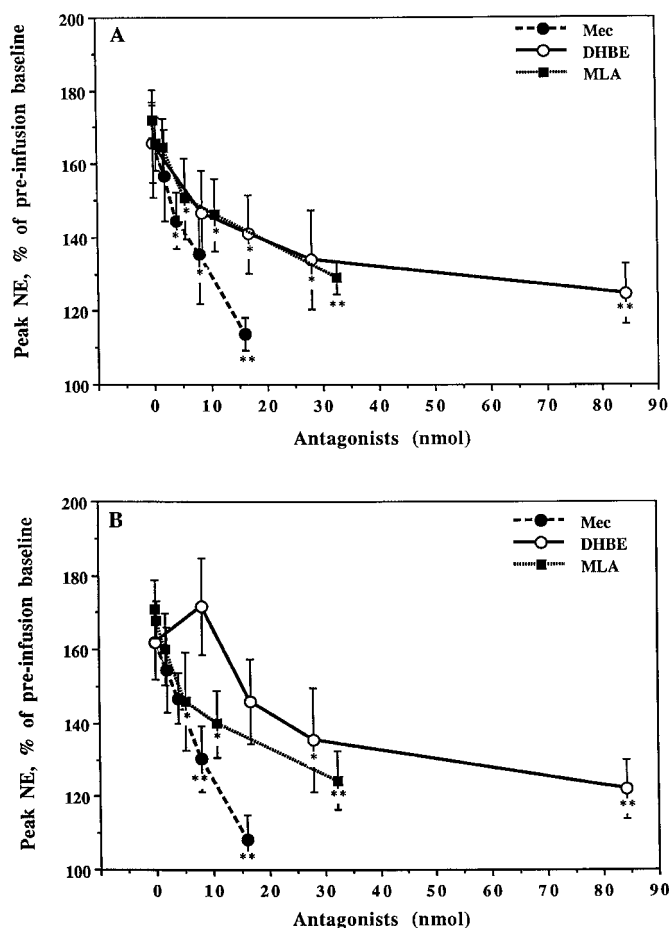 A
Mec
DHBE
MLA
200
180
160
140
120
100
Peak NE, % of pre-infusion baseline
*
*
*
*
*
*
**
**
**
0 10 20 30 40 50 60 70 80 90
Antagonists (nmol)
B
Mec
DHBE
MLA
200
180
160
140
120
100
Peak NE, % of pre-infusion baseline
*
*
*
**
**
**
**
0 10 20 30 40 50 60 70 80 90
Antagonists (nmol)